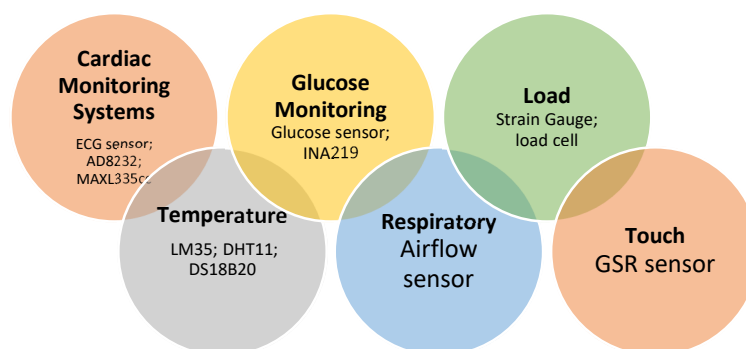 Cardiac
Monitoring
Systems
ECG sensor;
AD8232;
MAXL335cc
Glucose
Monitoring
Glucose sensor;
INA219
Load
Strain Gauge;
load cell
Temperature
LM35; DHT11;
DS18B20
Respiratory
Airflow
sensor
Touch
GSR sensor